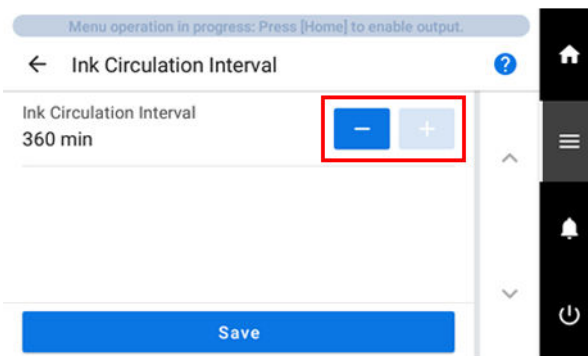 Menu operation in progress: Press [Home] to enable output.
Ink Circulation Interval
?
Ink Circulation Interval
360 min
− +
Save